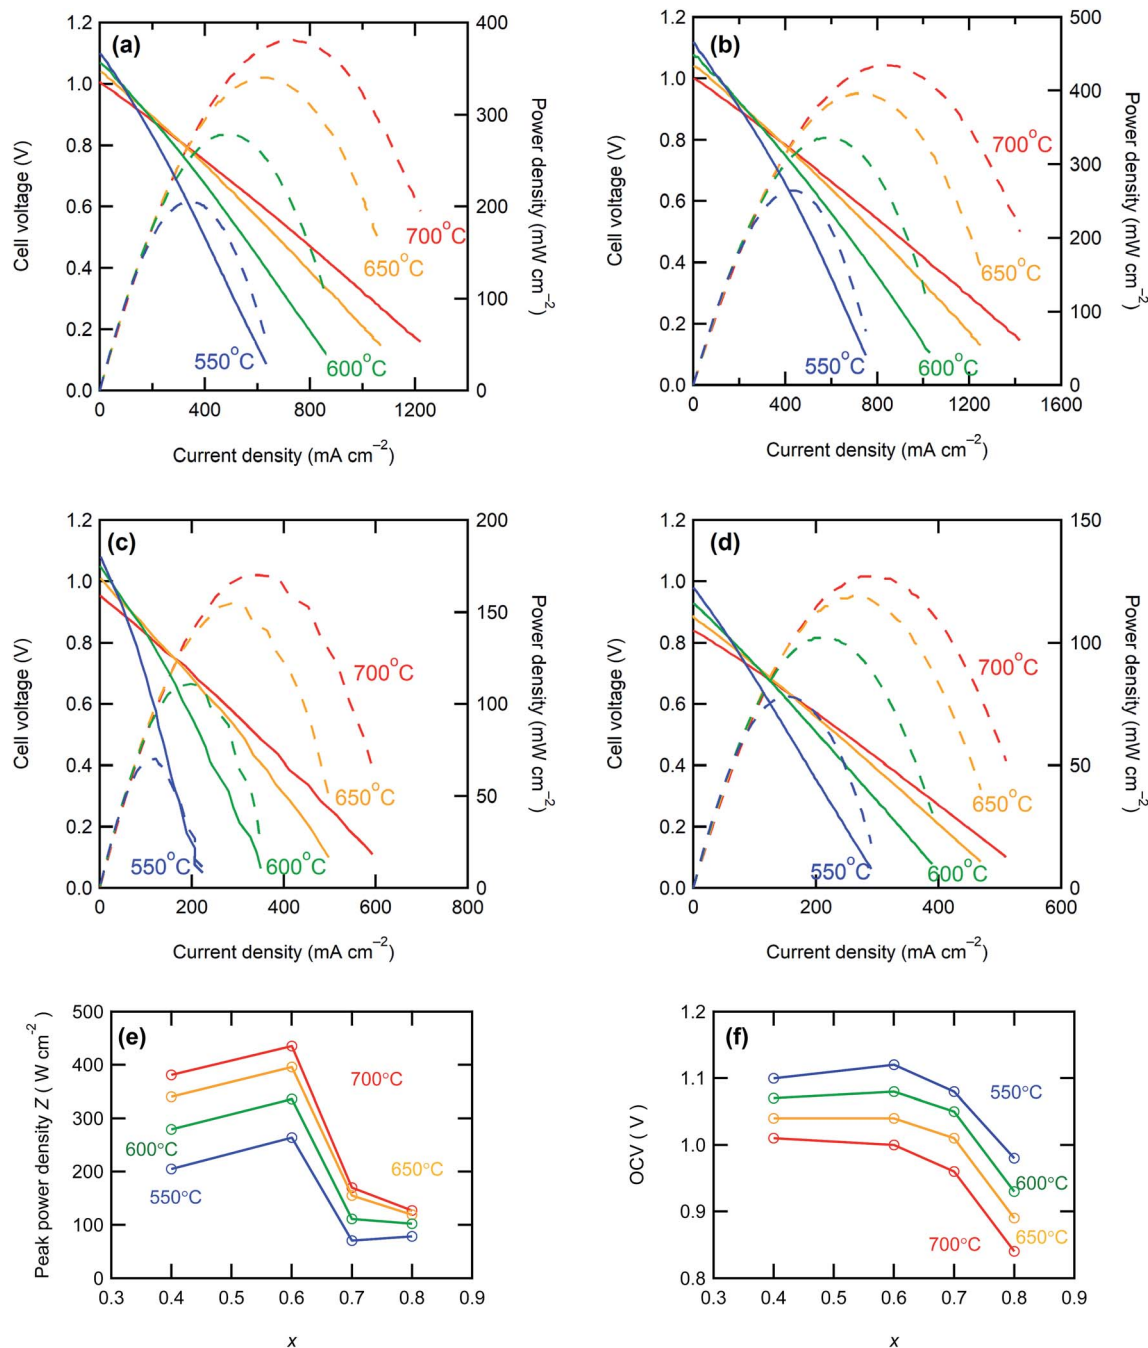 (a)
1.2
1.0
0.8
0.6
0.4
0.2
0.0
Cell voltage (V)
400
300
200
100
0
Power density (mW cm–2)
700°C
650°C
600°C
550°C
0 400 800 1200
Current density (mA cm–2)
(b)
1.2
1.0
0.8
0.6
0.4
0.2
0.0
Cell voltage (V)
500
400
300
200
100
0
Power density (mW cm–2)
700°C
650°C
600°C
550°C
0 400 800 1200 1600
Current density (mA cm–2)
(c)
1.2
1.0
0.8
0.6
0.4
0.2
0.0
Cell voltage (V)
200
150
100
50
0
Power density (mW cm–2)
700°C
650°C
600°C
550°C
0 200 400 600 800
Current density (mA cm–2)
(d)
1.2
1.0
0.8
0.6
0.4
0.2
0.0
Cell voltage (V)
150
100
50
0
Power density (mW cm–2)
700°C
650°C
600°C
550°C
0 200 400 600
Current density (mA cm–2)
(e)
500
400
300
200
100
0
Peak power density Z ( W cm-2)
700°C
650°C
600°C
550°C
0.3 0.4 0.5 0.6 0.7 0.8 0.9
x
(f)
1.2
1.1
1.0
0.9
0.8
OCV ( V )
550°C
600°C
650°C
700°C
0.3 0.4 0.5 0.6 0.7 0.8 0.9
x